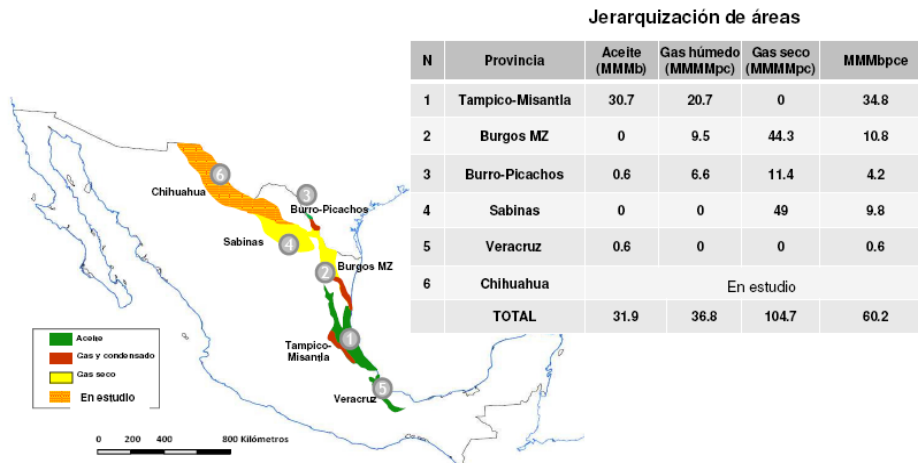 Jerarquización de áreas
N Provincia Aceite (MMMb) Gas húmedo (MMMMpc) Gas seco (MMMMpc) MMMbpce
1 Tampico-Misantla 30.7 20.7 0 34.8
2 Burgos MZ 0 9.5 44.3 10.8
3 Burro-Picachos 0.6 6.6 11.4 4.2
4 Sabinas 0 0 49 9.8
5 Veracruz 0.6 0 0 0.6
6 Chihuahua En estudio
TOTAL 31.9 36.8 104.7 60.2
6
Chihuahua
3
Burro-Picachos
Sabinas
4
Burgos MZ
2
1
Tampico-
Misantla
5
Veracruz
Aceite
Gas y condensado
Gas seco
En estudio
0 200 400 800 Kilómetros